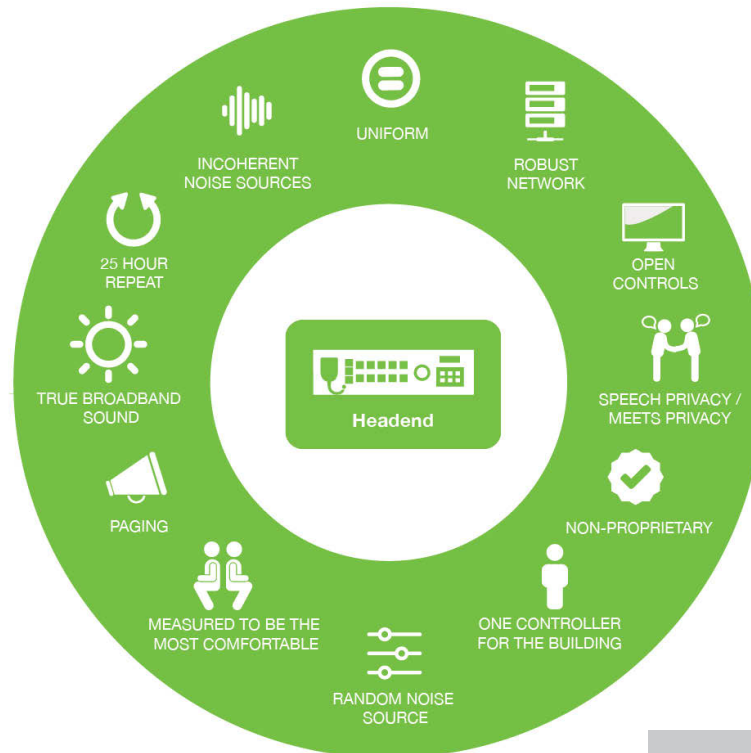 UNIFORM
ROBUST
NETWORK
OPEN
CONTROLS
SPEECH PRIVACY /
MEETS PRIVACY
NON-PROPRIETARY
ONE CONTROLLER
FOR THE BUILDING
RANDOM NOISE
SOURCE
MEASURED TO BE THE
MOST COMFORTABLE
PAGING
TRUE BROADBAND
SOUND
25 HOUR
REPEAT
INCOHERENT
NOISE SOURCES
Headend